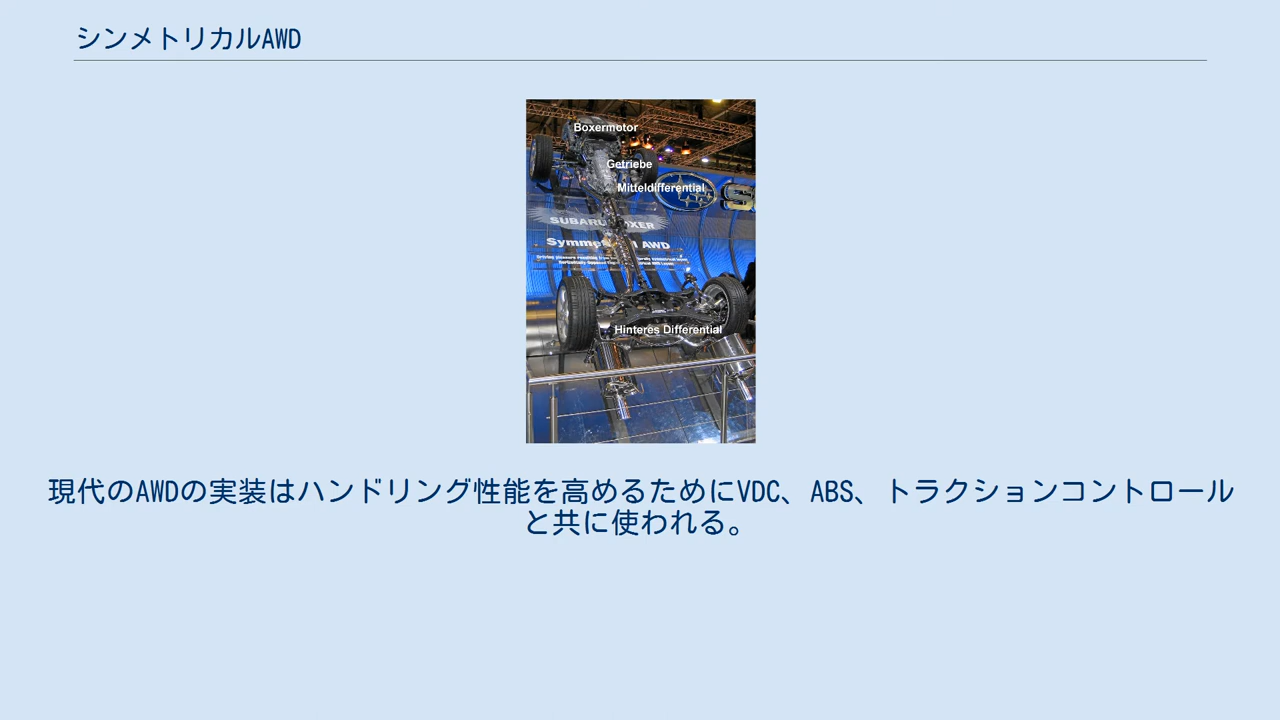 シンメトリカルAWD
Boxermotor
Getriebe
Mitteldifferential
SUBARU BOXER
AWD
Hinteres Differential
現代のAWDの実装はハンドリング性能を高めるためにVDC、ABS、トラクションコントロール
と共に使われる。